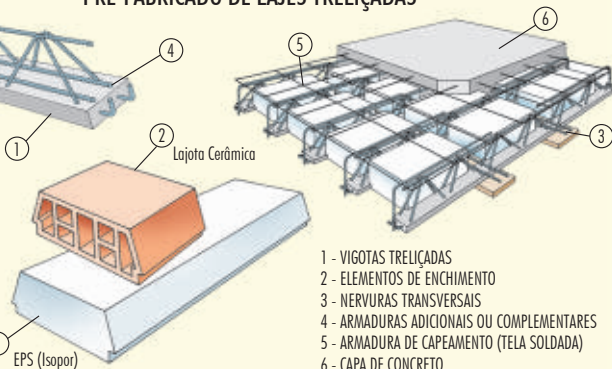 PRÉ-FABRICADO DE LAJES TRELIÇADAS
4
1
2
Lajota Cerâmica
EPS (Isopor)
5
6
3
1 - VIGOTAS TRELIÇADAS
2 - ELEMENTOS DE ENCHIMENTO
3 - NERVURAS TRANSVERSAIS
4 - ARMADURAS ADICIONAIS OU COMPLEMENTARES
5 - ARMADURA DE CAPEAMENTO (TELA SOLDADA)
6 - CAPA DE CONCRETO